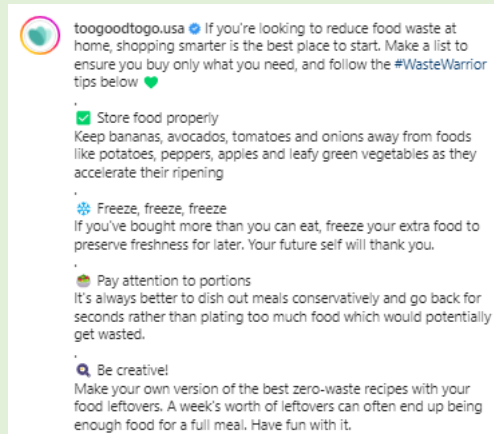 toogoodtogo.usa If you're looking to reduce food waste at
home, shopping smarter is the best place to start. Make a list to
ensure you buy only what you need, and follow the #WasteWarrior
tips below 💚
.
✅ Store food properly
Keep bananas, avocados, tomatoes and onions away from foods
like potatoes, peppers, apples and leafy green vegetables as they
accelerate their ripening
.
❄️ Freeze, freeze, freeze
If you've bought more than you can eat, freeze your extra food to
preserve freshness for later. Your future self will thank you.
.
🥗 Pay attention to portions
It's always better to dish out meals conservatively and go back for
seconds rather than plating too much food which would potentially
get wasted.
.
🍳 Be creative!
Make your own version of the best zero-waste recipes with your
food leftovers. A week's worth of leftovers can often end up being
enough food for a full meal. Have fun with it.